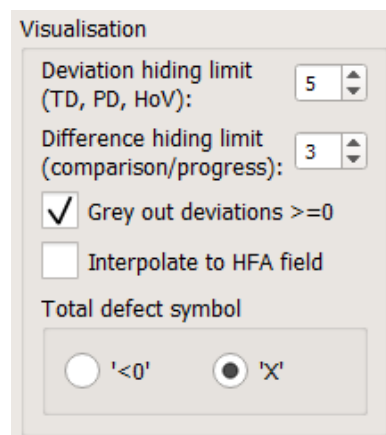 Visualisation
Deviation hiding limit
(TD, PD, HoV):
5
Difference hiding limit
(comparison/progress):
3
Grey out deviations >=0
Interpolate to HFA field
Total defect symbol
'<0'
'X'